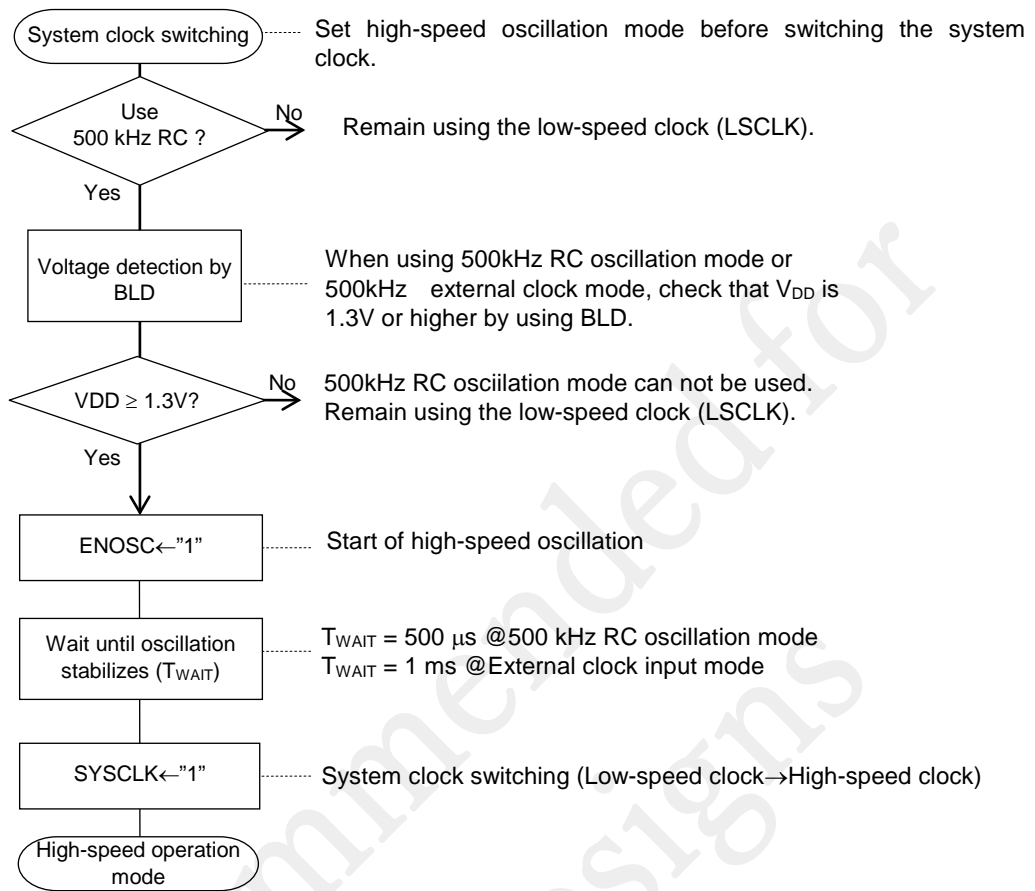 System clock switching
Set high-speed oscillation mode before switching the system
clock.
Use
500 kHz RC ?
No
Remain using the low-speed clock (LSCLK).
Yes
Voltage detection by
BLD
When using 500kHz RC oscillation mode or
500kHz external clock mode, check that VDD is
1.3V or higher by using BLD.
VDD ≥ 1.3V?
No
500kHz RC osciilation mode can not be used.
Remain using the low-speed clock (LSCLK).
Yes
ENOSC←"1"
Start of high-speed oscillation
Wait until oscillation
stabilizes (TWAIT)
TWAIT = 500 μs @500 kHz RC oscillation mode
TWAIT = 1 ms @External clock input mode
SYSCLK←"1"
System clock switching (Low-speed clock→High-speed clock)
High-speed operation
mode
mmended for
signs